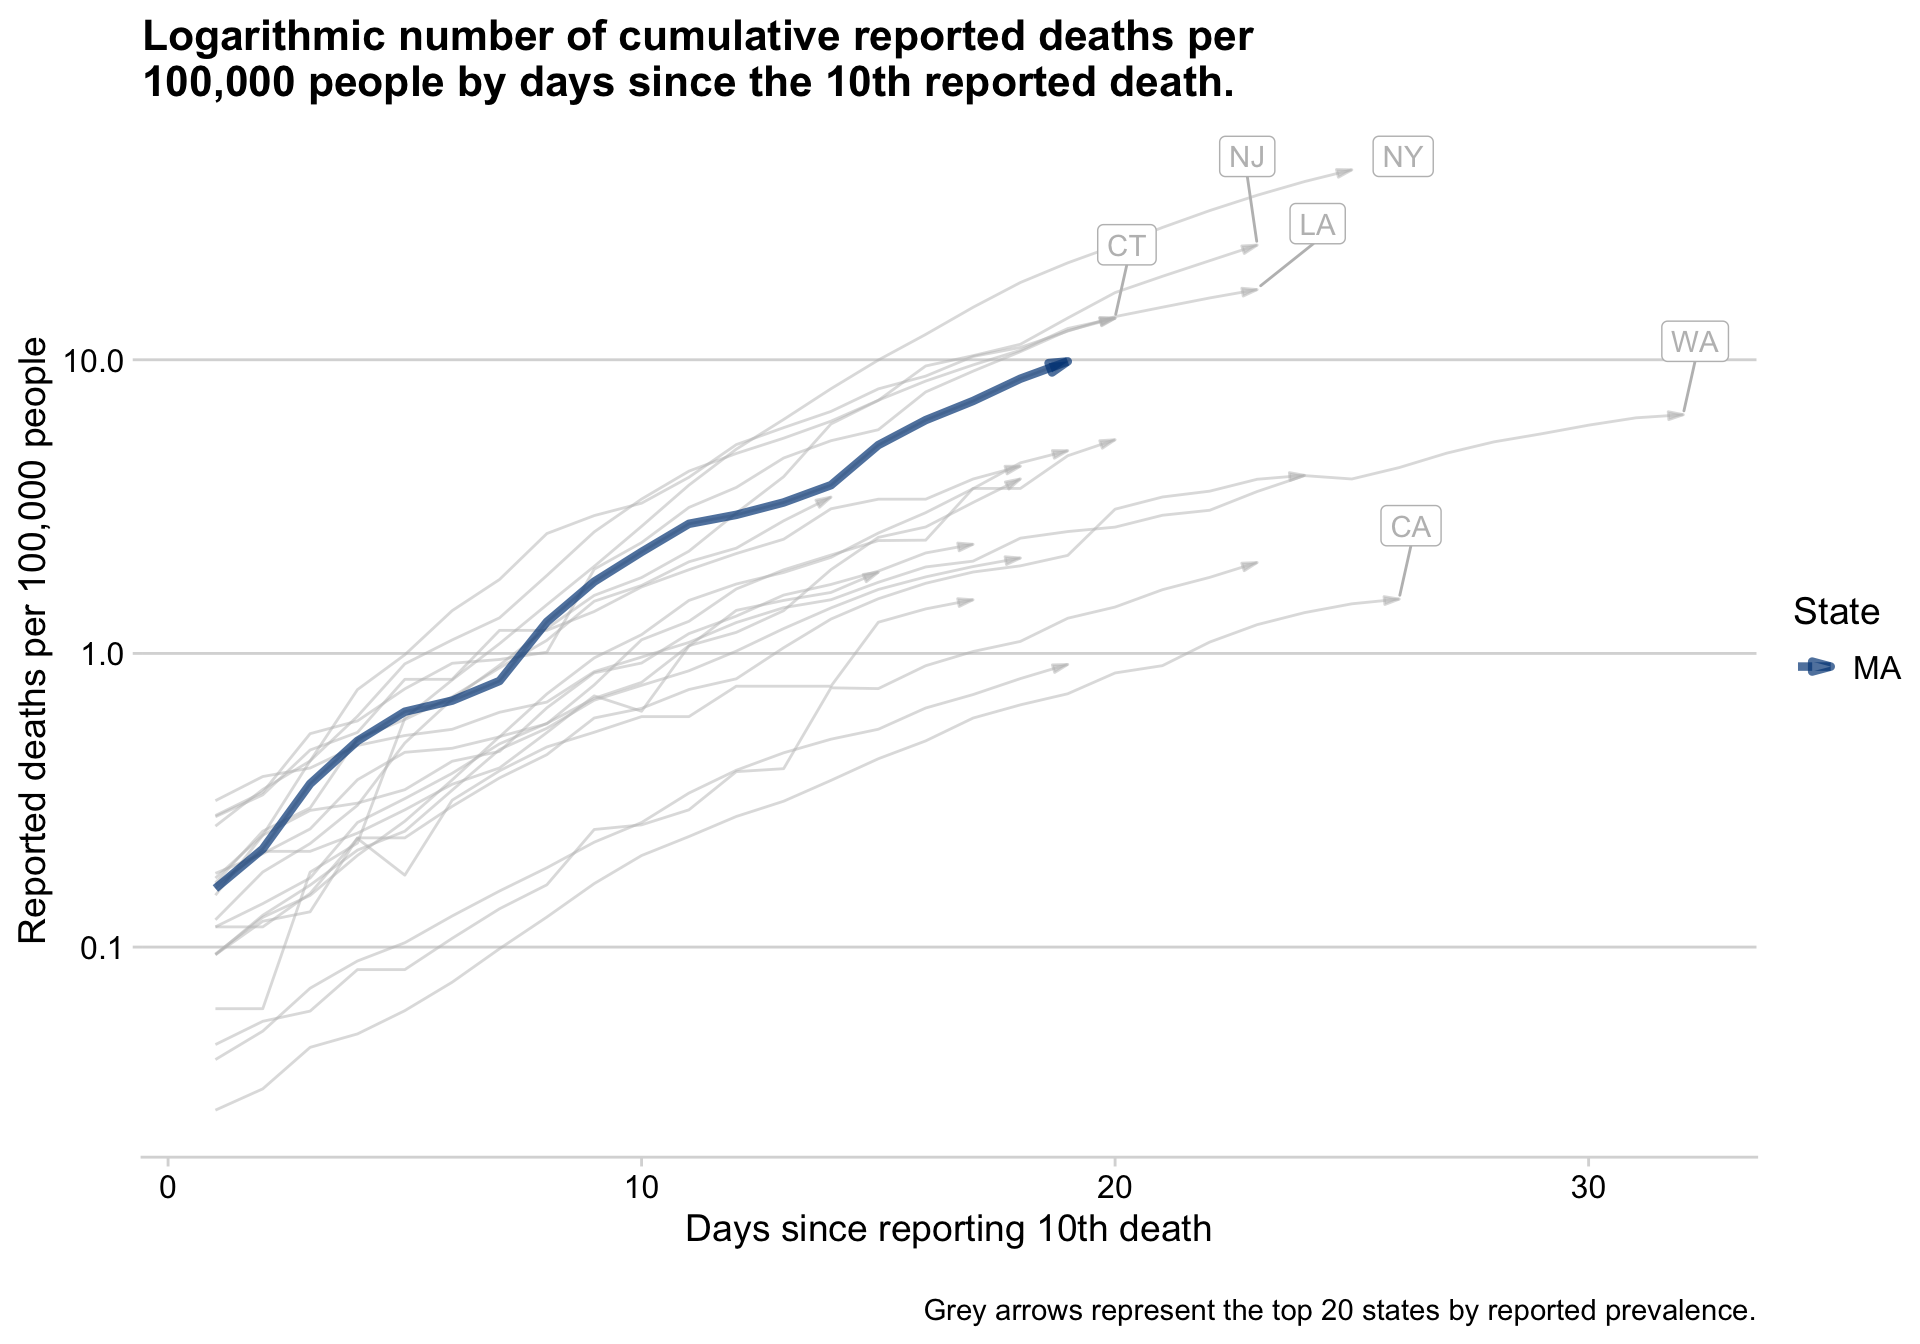 Logarithmic number of cumulative reported deaths per
100,000 people by days since the 10th reported death.
NJ
NY
LA
CT
WA
CA
Reported deaths per 100,000 people
10.0
1.0
0.1
State
MA
0 10 20 30
Days since reporting 10th death
Grey arrows represent the top 20 states by reported prevalence.